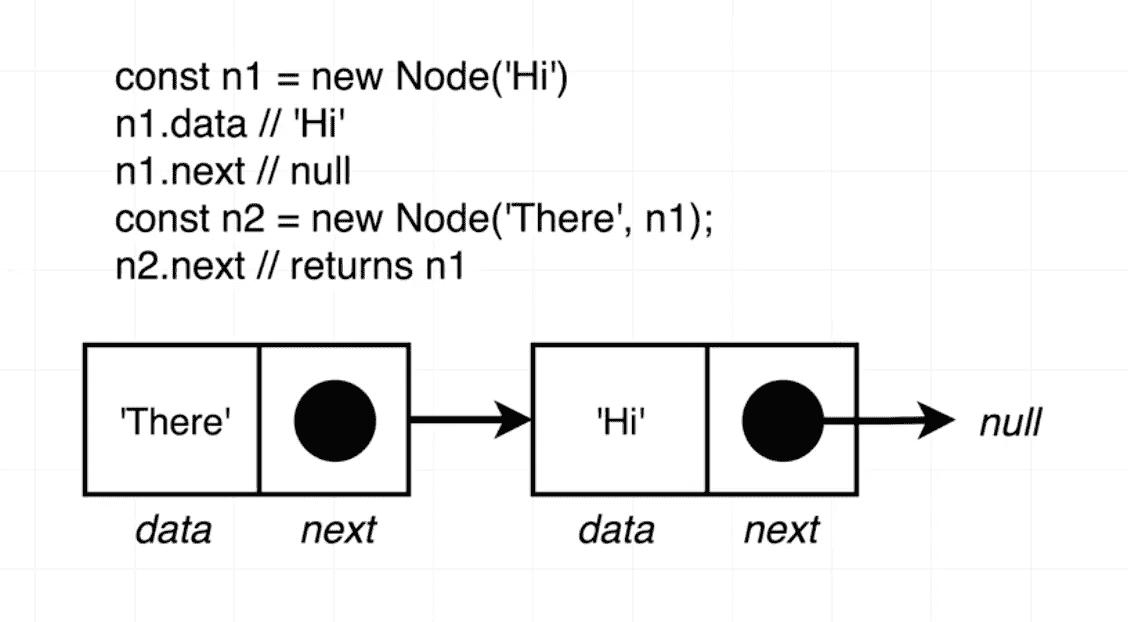 const n1 = new Node('Hi')
n1.data // 'Hi'
n1.next // null
const n2 = new Node('There', n1);
n2.next // returns n1
'There' 'Hi' null
data next data next